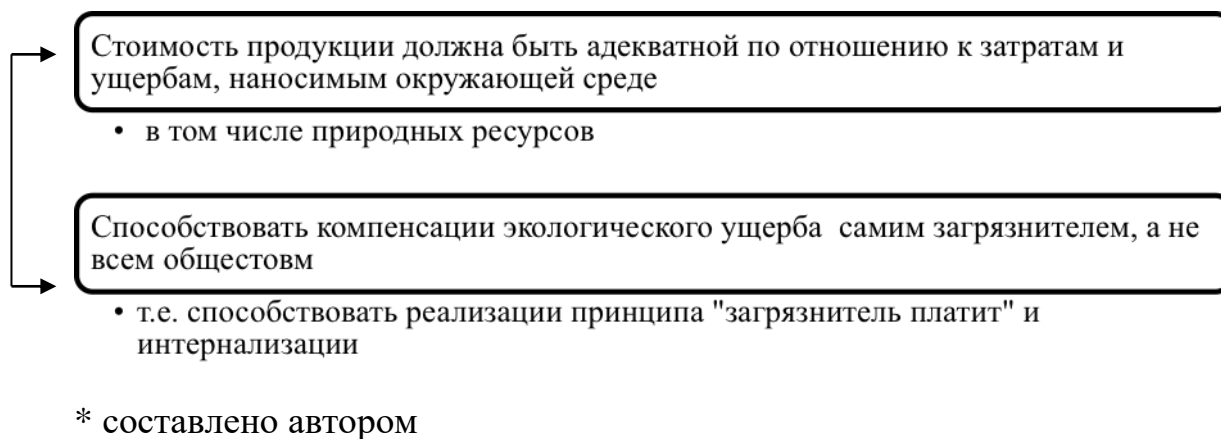 Стоимость продукции должна быть адекватной по отношению к затратам и
ущербам, наносимым окружающей среде
• в том числе природных ресурсов
Способствовать компенсации экологического ущерба самим загрязнителем, а не
всем общестовм
• т.е. способствовать реализации принципа "загрязнитель платит" и
интернализации
* составлено автором